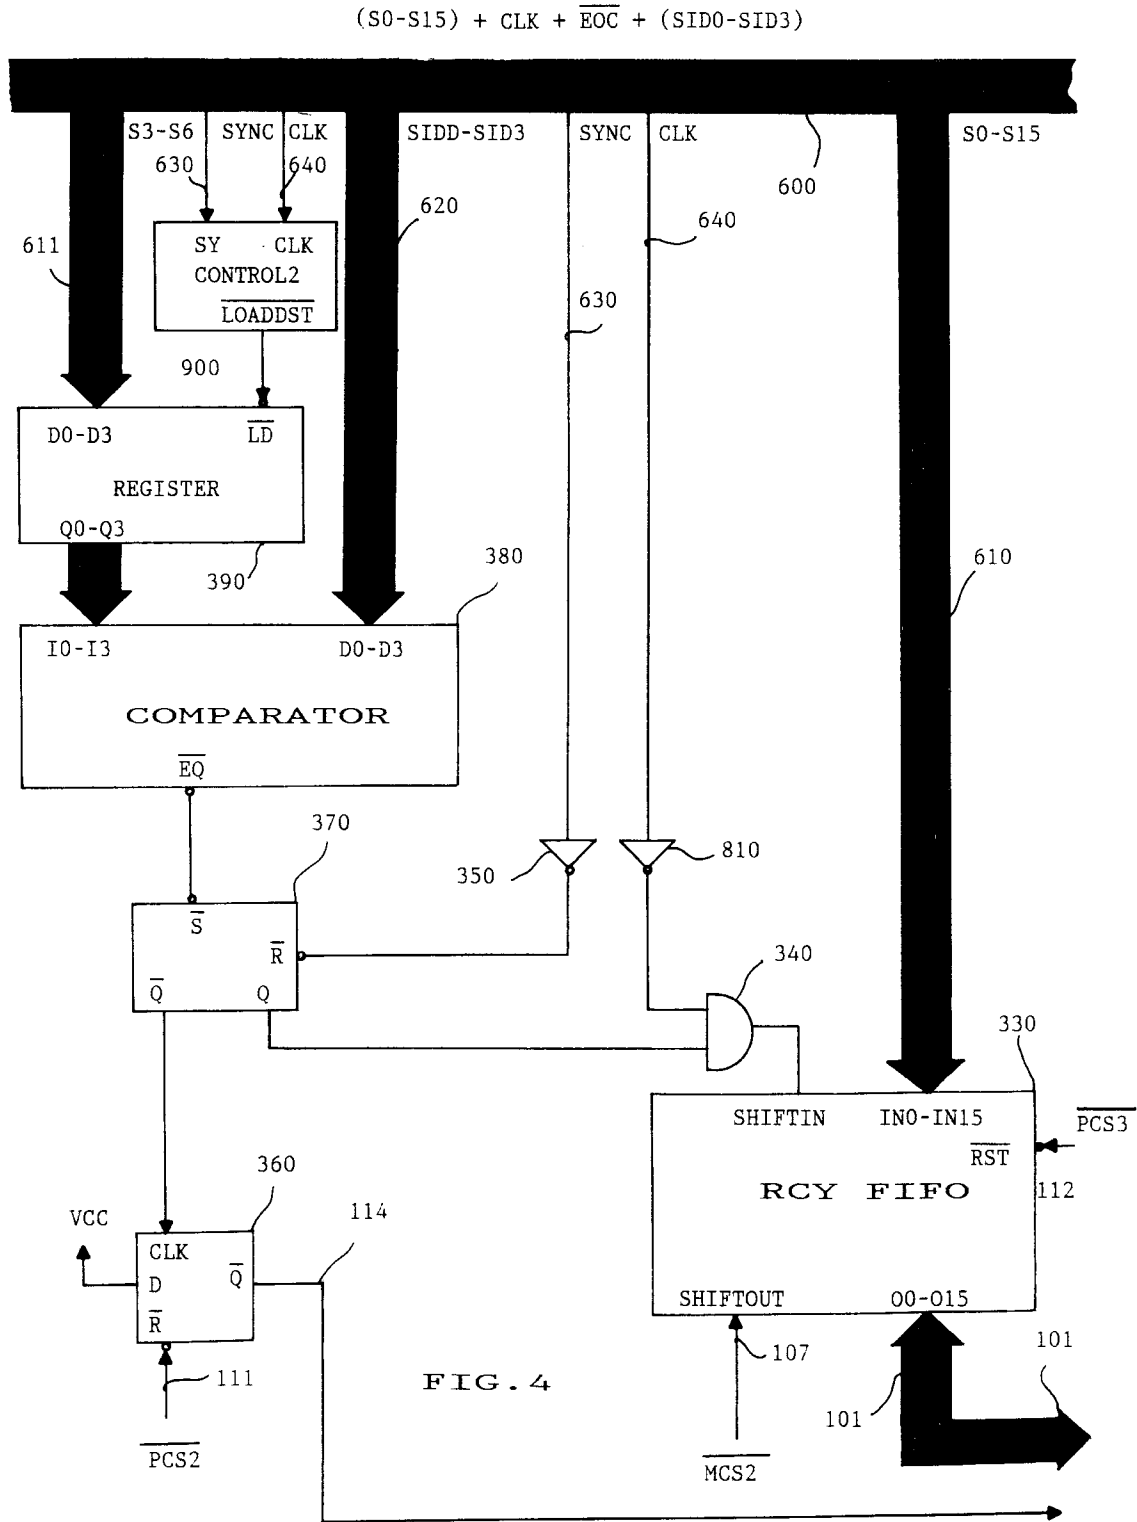 (S0-S15) + CLK + EOC + (SID0-SID3)
S3-S6 SYNC CLK SIDD-SID3 SYNC CLK S0-S15
630 640 600
620 640
611 SY CLK
CONTROL2
LOADDST 630
900
D0-D3 LD
REGISTER
Q0-Q3
390 380 610
I0-I3 D0-D3
COMPARATOR
EQ
370 350 810
S
R 340
Q Q
330
SHIFTIN IN0-IN15 PCS3
RST
RCY FIFO 112
360 114
VCC
CLK
D Q
R
SHIFTOUT O0-O15
107 101
111 FIG.4 101
PCS2 MCS2